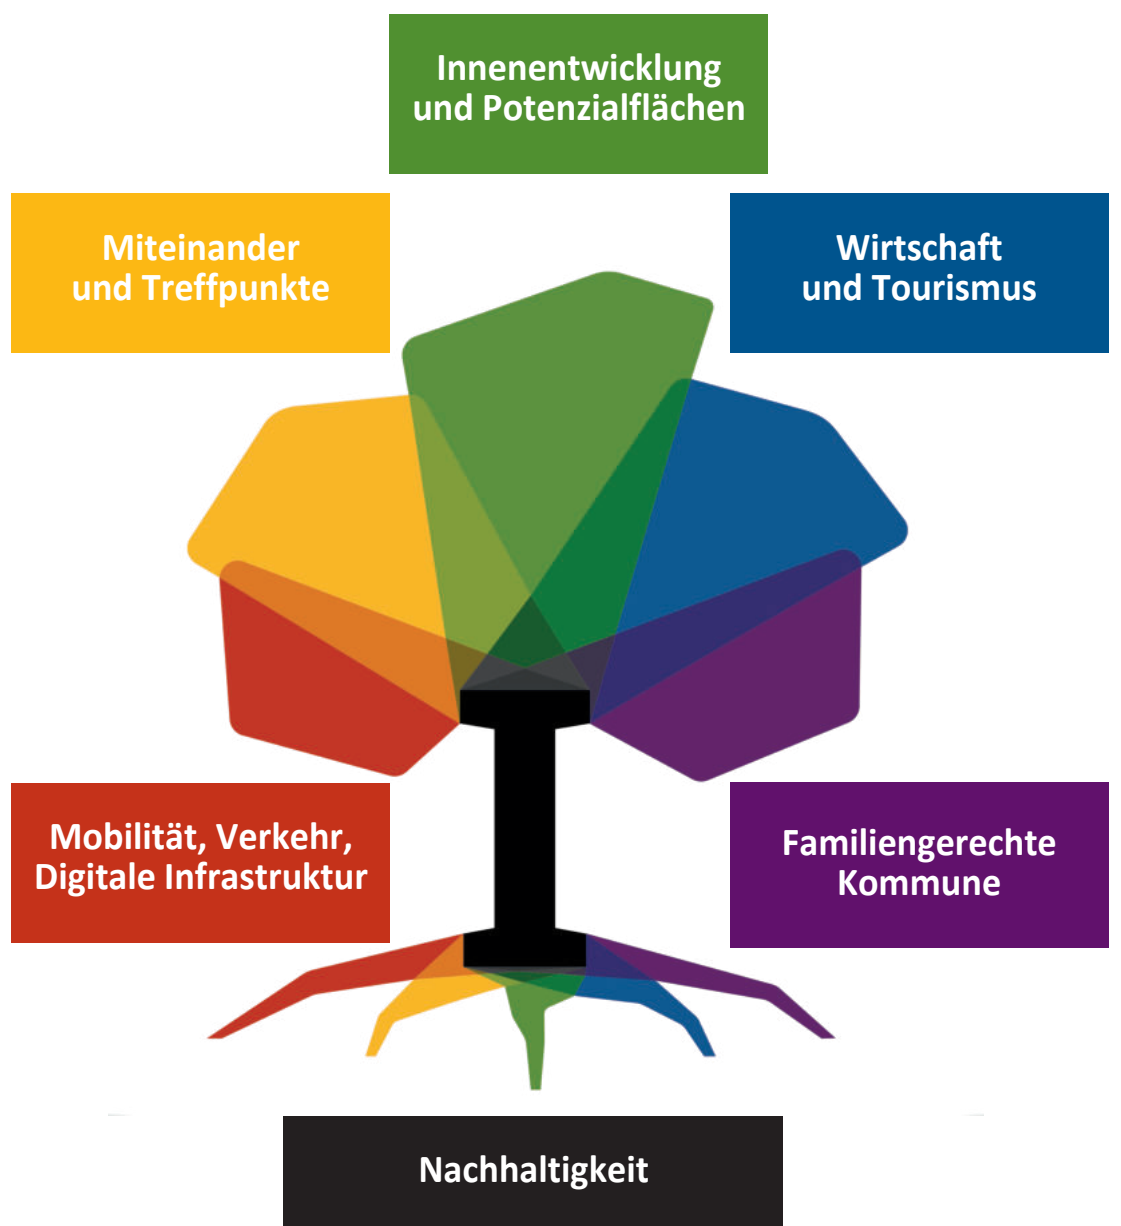 Innenentwicklung
und Potenzialflächen
Miteinander
und Treffpunkte
Wirtschaft
und Tourismus
Mobilität, Verkehr,
Digitale Infrastruktur
Familiengerechte
Kommune
Nachhaltigkeit